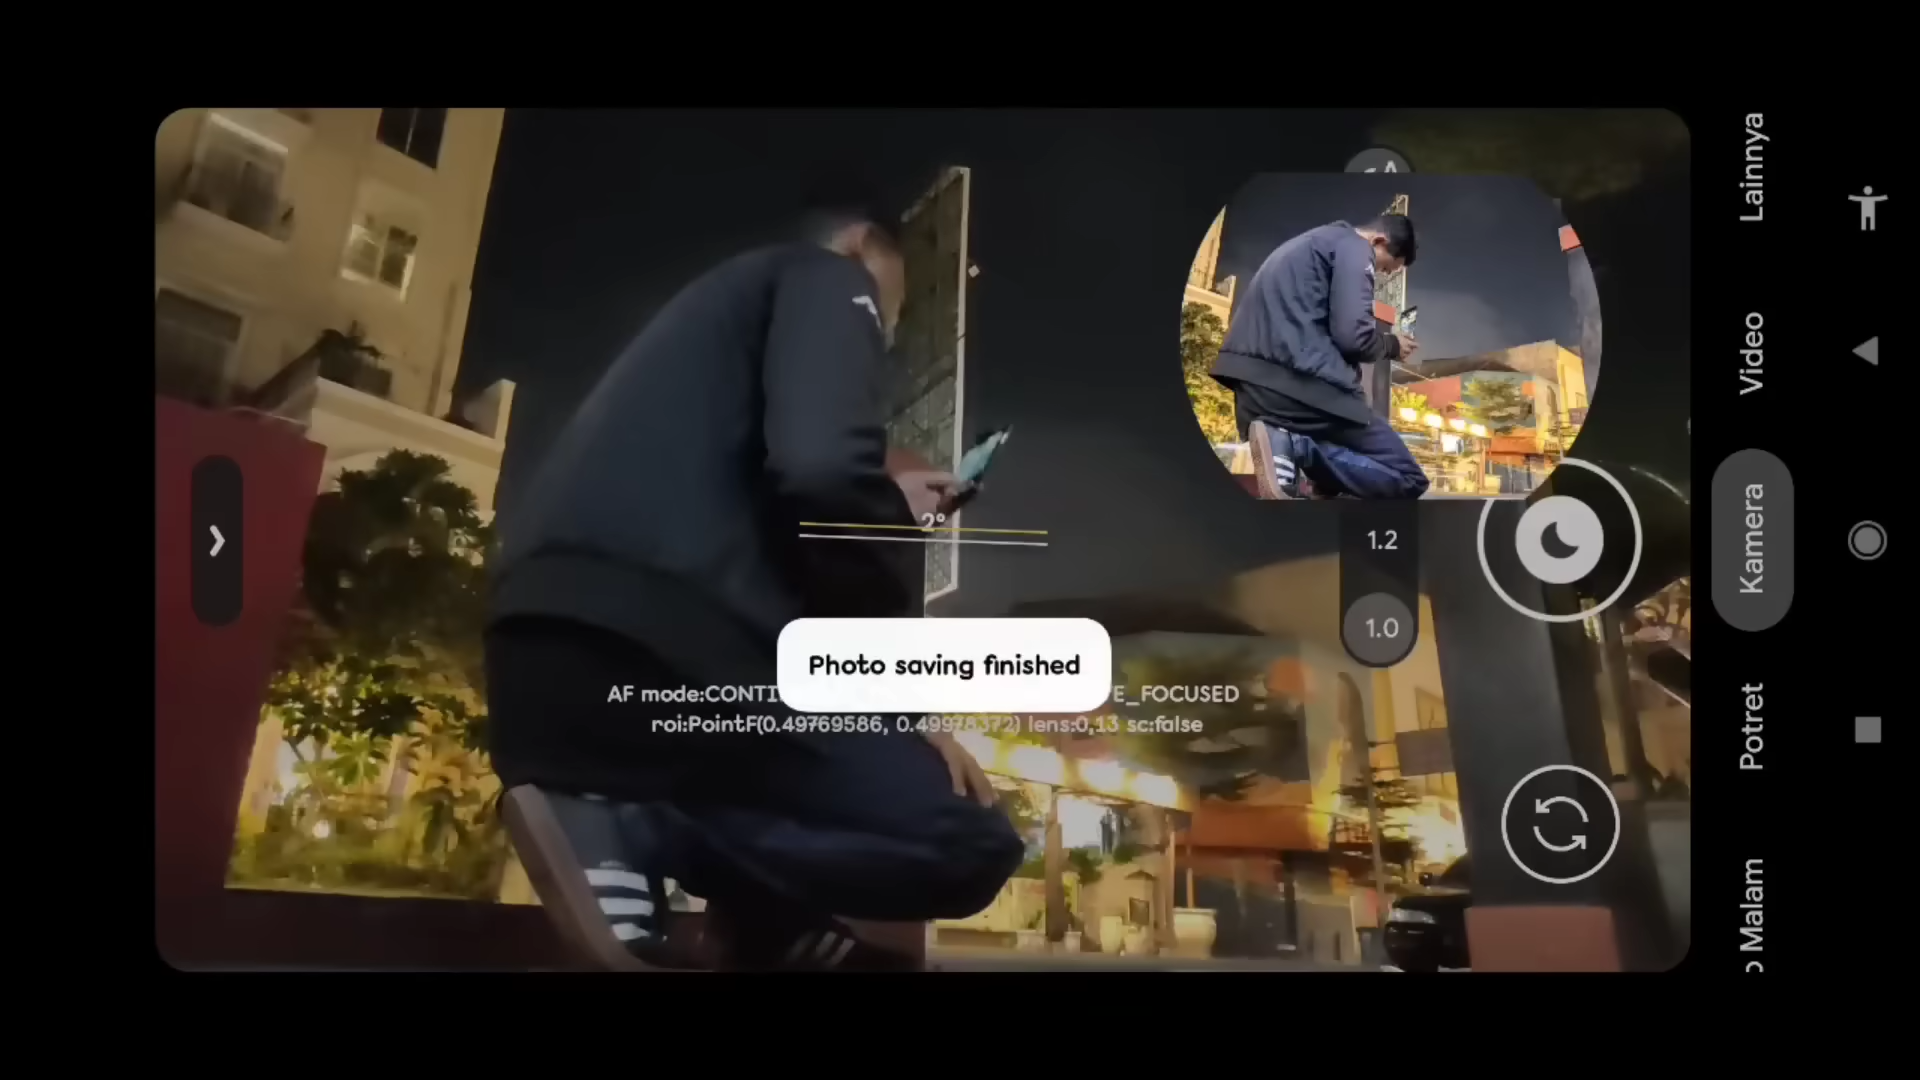 2°
1.2
1.0
Photo saving finished
AF mode:CONTI E_FOCUSED
roi:PointF(0.49769586, 0.49978372) lens:0,13 sc:false
Lainnya
Video
Kamera
Potret
o Malam